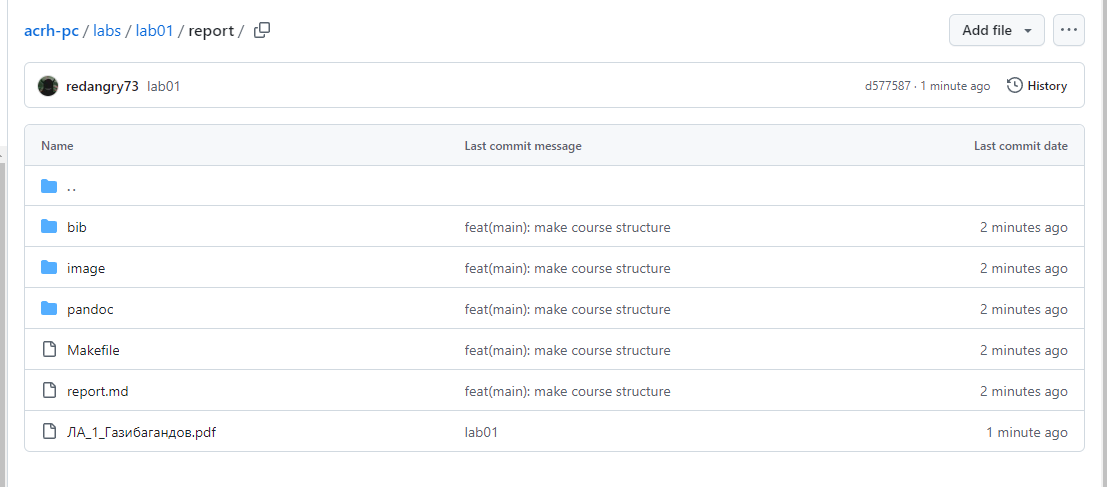 acrh-pc / labs / lab01 / report /
Add file
redangry73 lab01
d577587 · 1 minute ago
History
Name Last commit message Last commit date
..
bib feat(main): make course structure 2 minutes ago
image feat(main): make course structure 2 minutes ago
pandoc feat(main): make course structure 2 minutes ago
Makefile feat(main): make course structure 2 minutes ago
report.md feat(main): make course structure 2 minutes ago
ЛА_1_Газибагандов.pdf lab01 1 minute ago